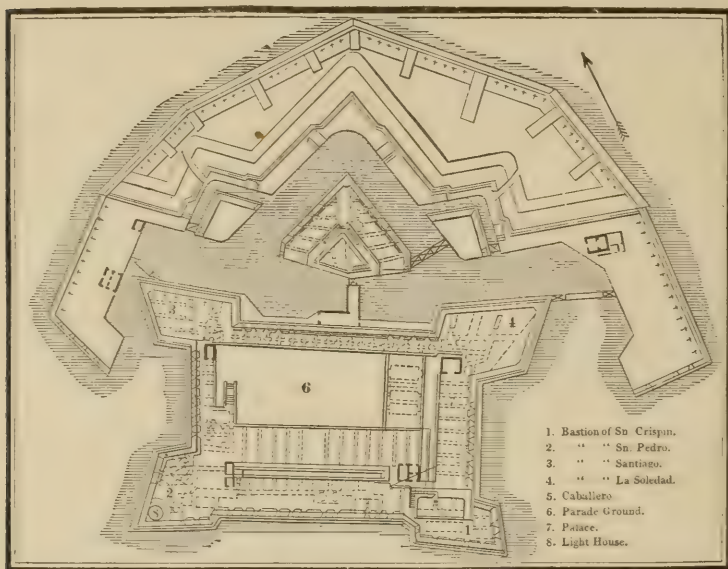 3
4
6
2
8
1
1. Bastion of Sn. Crispin.
2. “ “ Sn. Pedro.
3. “ “ Santiago.
4. “ “ La Soledad.
5. Caballero
6. Parade Ground.
7. Palace.
8. Light House.